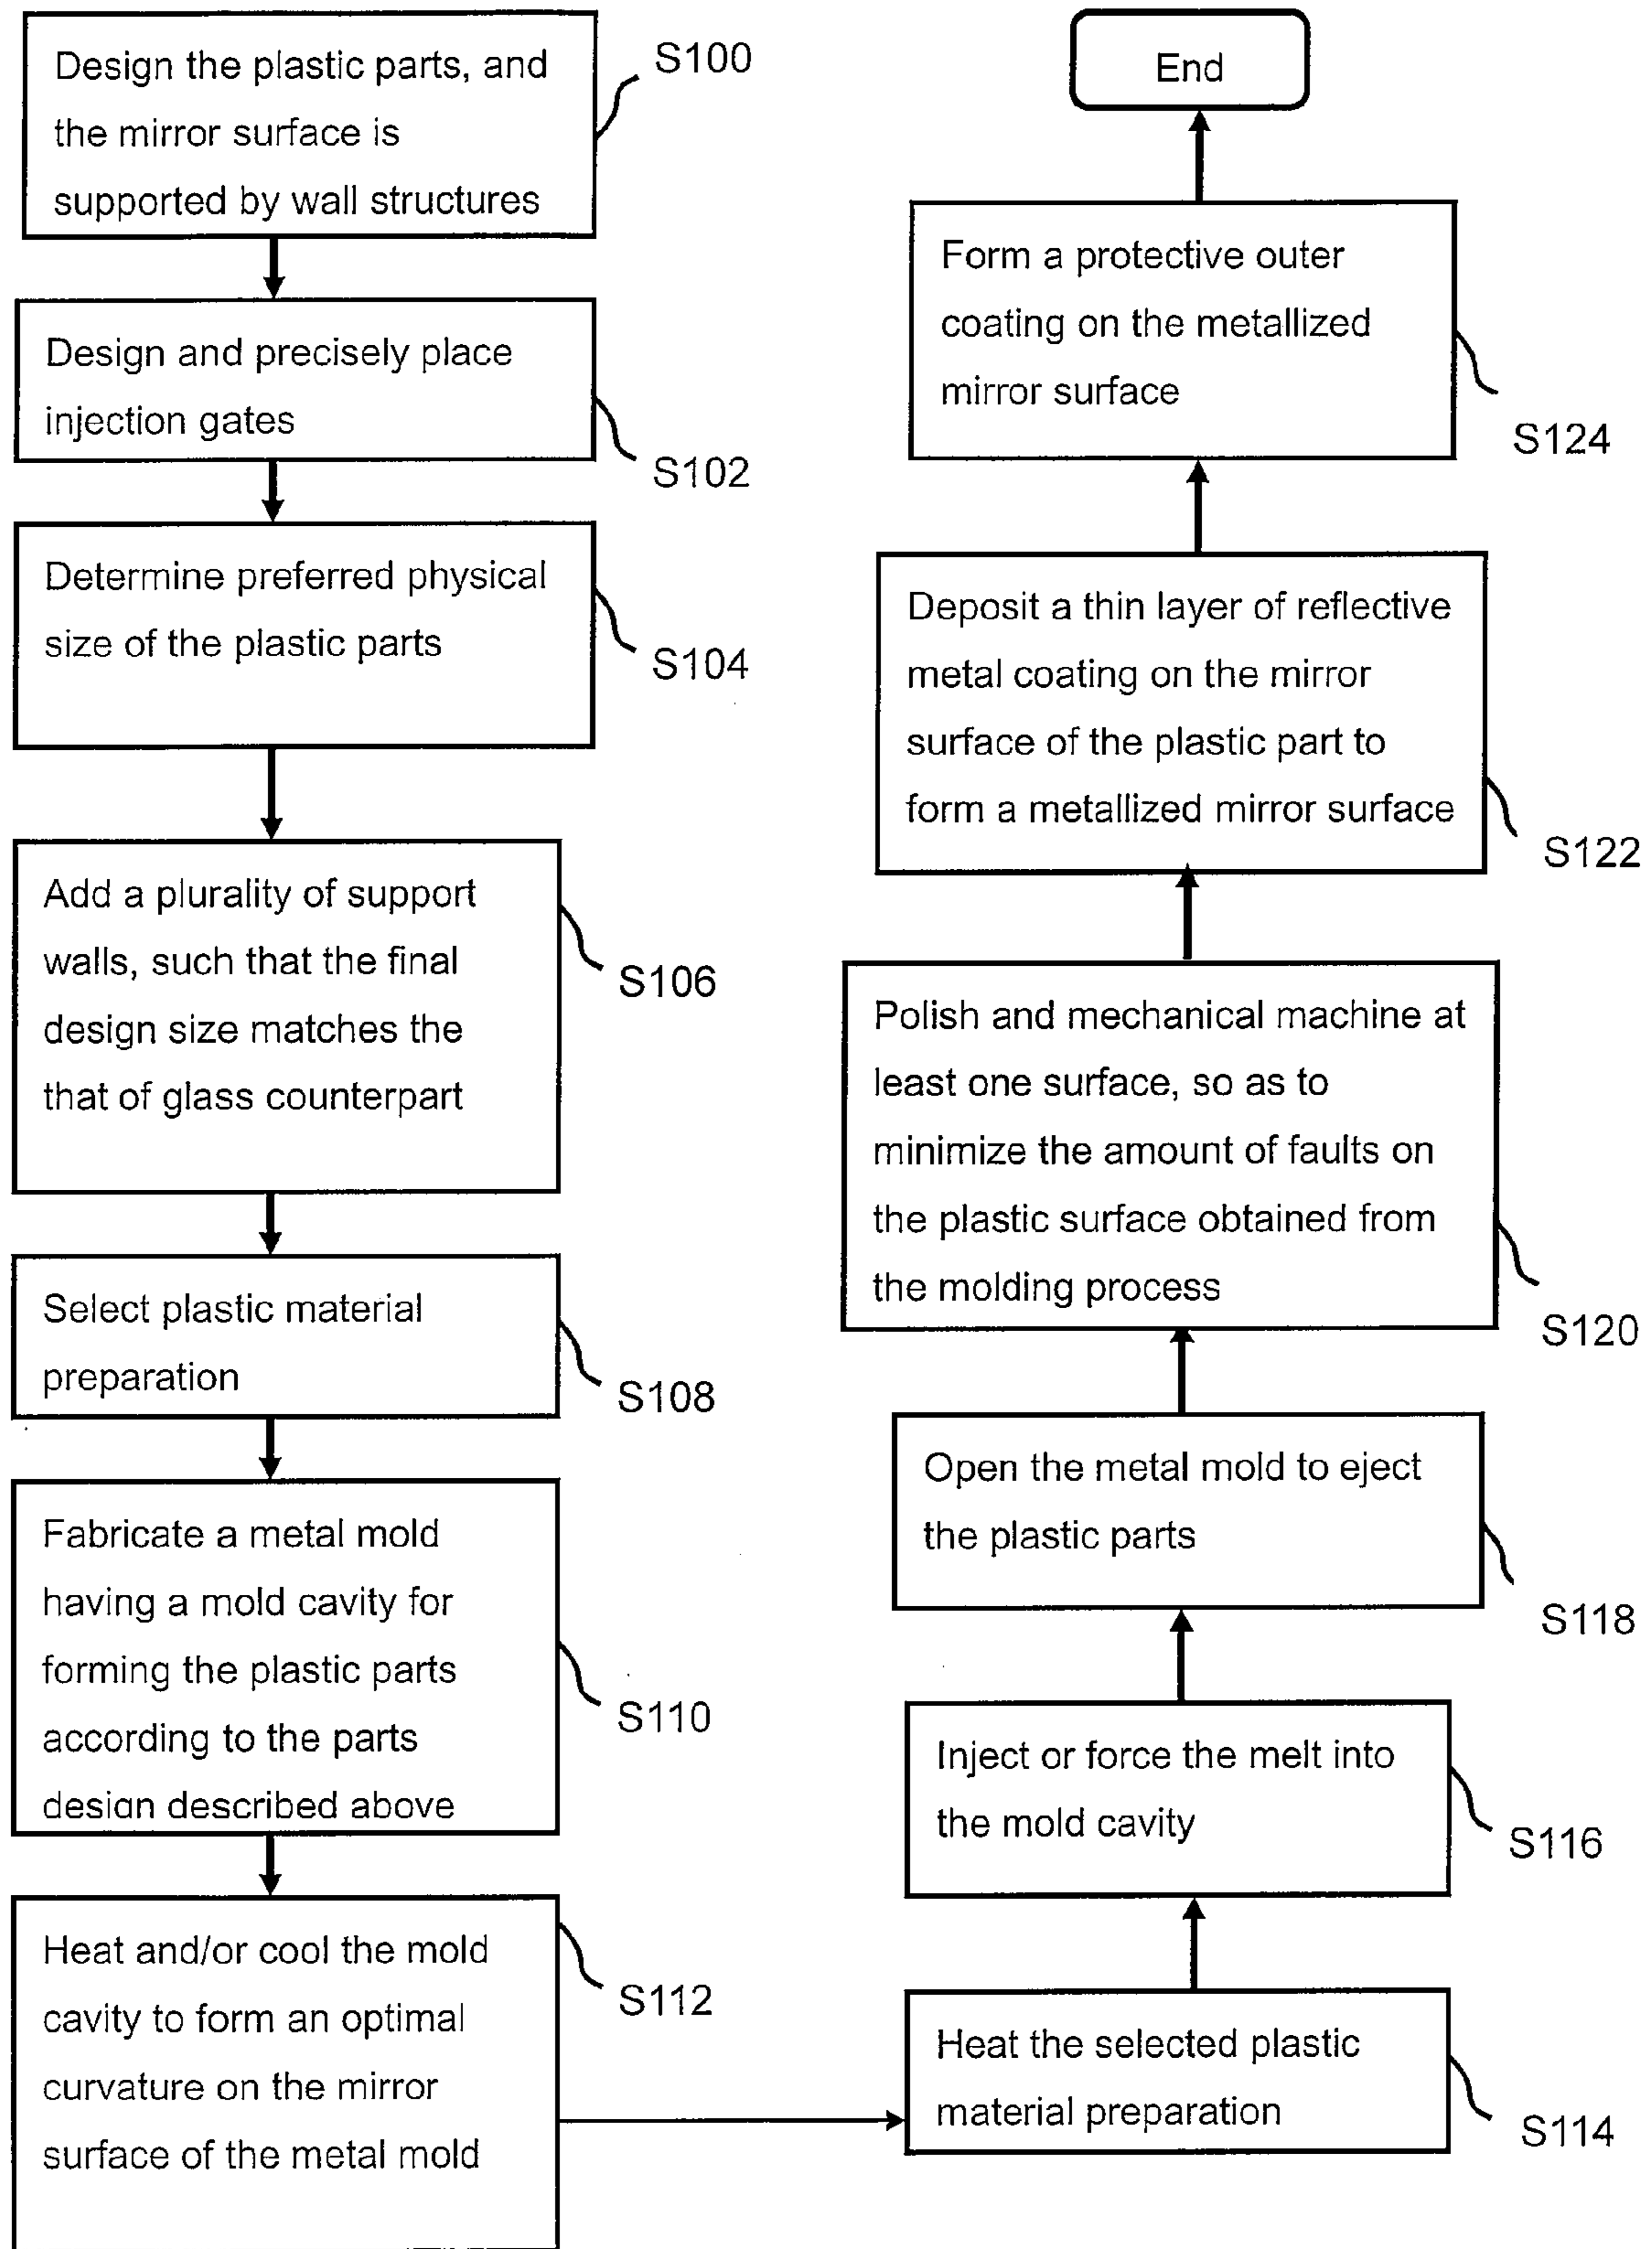 Design the plastic parts, and
the mirror surface is
supported by wall structures
S100
Design and precisely place
injection gates
S102
Determine preferred physical
size of the plastic parts
S104
Add a plurality of support
walls, such that the final
design size matches the
that of glass counterpart
S106
Select plastic material
preparation
S108
Fabricate a metal mold
having a mold cavity for
forming the plastic parts
according to the parts
design described above
S110
Heat and/or cool the mold
cavity to form an optimal
curvature on the mirror
surface of the metal mold
S112
Heat the selected plastic
material preparation
S114
Inject or force the melt into
the mold cavity
S116
Open the metal mold to eject
the plastic parts
S118
Polish and mechanical machine at
least one surface, so as to
minimize the amount of faults on
the plastic surface obtained from
the molding process
S120
Deposit a thin layer of reflective
metal coating on the mirror
surface of the plastic part to
form a metallized mirror surface
S122
Form a protective outer
coating on the metallized
mirror surface
S124
End